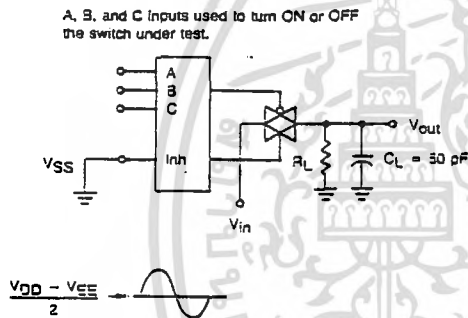 A, B, and C inputs used to turn ON or OFF
the switch under test.
A
B
C
Inh
VSS
Vin
Vout
RL
CL = 50 pF
VDD - VEE
2